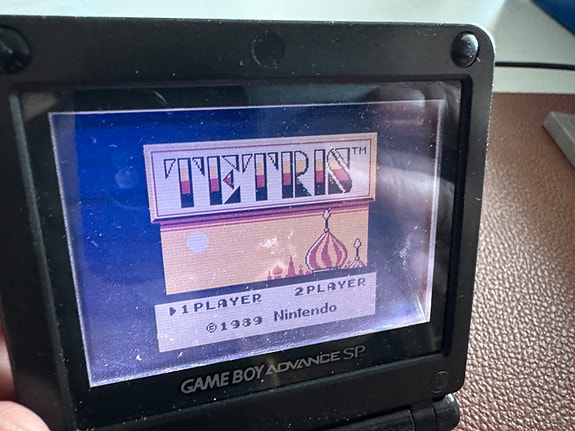 TETRIS™
1PLAYER 2PLAYER
©1989 Nintendo
GAME BOY ADVANCE SP